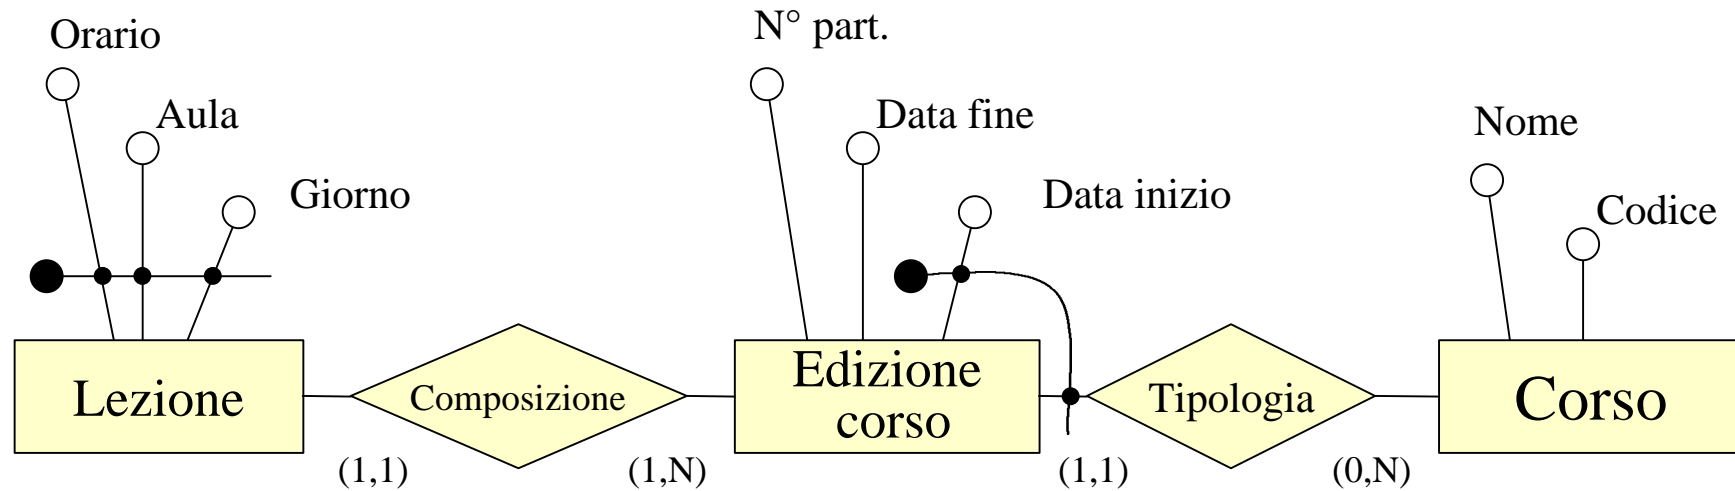 Orario
Aula
Giorno
N° part.
Data fine
Data inizio
Nome
Codice
Lezione
Composizione
Edizione
corso
Tipologia
Corso
(1,1)
(1,N)
(1,1)
(0,N)